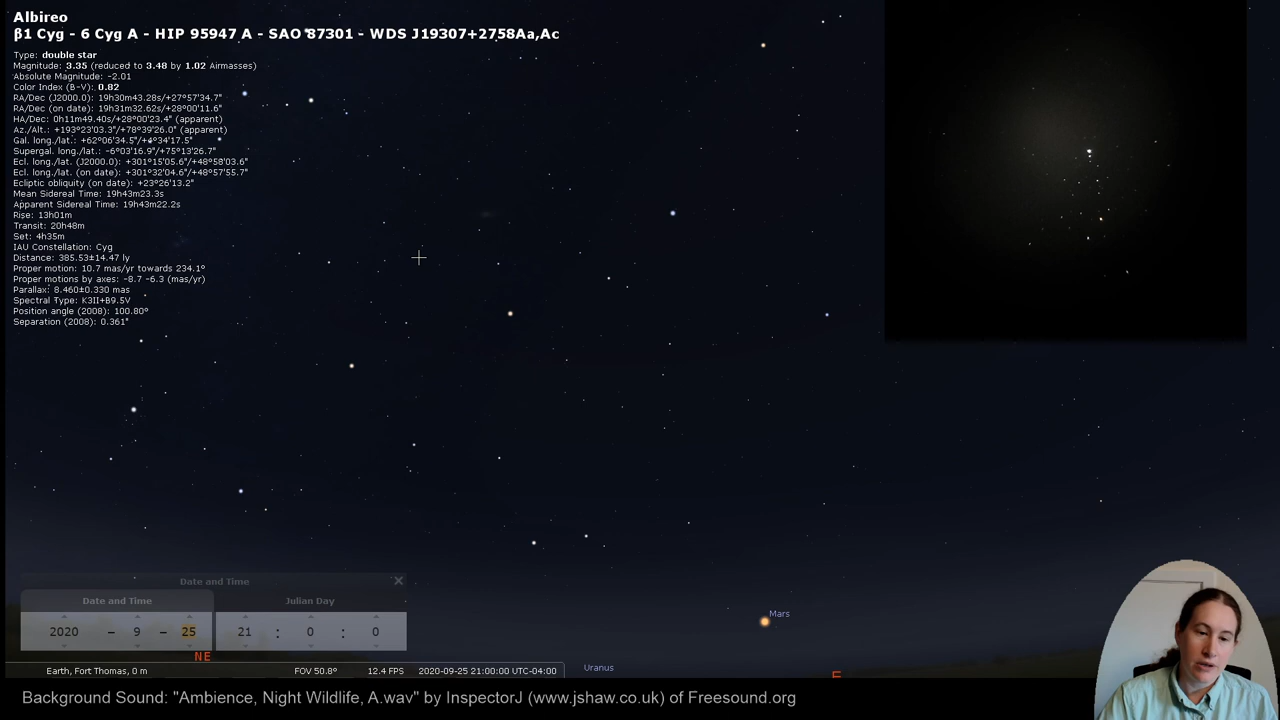 Albireo
β1 Cyg - 6 Cyg A - HIP 95947 A - SAO 87301 - WDS J19307+2758Aa,Ac
Type: double star
Magnitude: 3.35 (reduced to 3.48 by 1.02 Airmasses)
Absolute Magnitude: -2.01
Color Index (B-V): 0.82
RA/Dec (J2000.0): 19h30m43.28s/+27°57'34.7"
RA/Dec (on date): 19h31m32.62s/+28°00'11.6"
HA/Dec: 0h11m49.40s/+28°00'23.4" (apparent)
Az./Alt.: +193°23'03.3"/+78°39'26.0" (apparent)
Gal. long./lat.: +62°06'34.5"/+4°34'17.5"
Supergal. long./lat.: -6°03'16.9"/+75°13'26.7"
Ecl. long./lat. (J2000.0): +301°15'05.6"/+48°58'03.6"
Ecl. long./lat. (on date): +301°32'04.6"/+48°57'55.7"
Ecliptic obliquity (on date): +23°26'13.2"
Mean Sidereal Time: 19h43m23.3s
Apparent Sidereal Time: 19h43m22.2s
Rise: 13h01m
Transit: 20h48m
Set: 4h35m
IAU Constellation: Cyg
Distance: 385.53±14.47 ly
Proper motion: 10.7 mas/yr towards 234.1°
Proper motions by axes: -8.7 -6.3 (mas/yr)
Parallax: 8.460±0.330 mas
Spectral Type: K3II+B9.5V
Position angle (2008): 100.80°
Separation (2008): 0.361"
Date and Time
Date and Time Julian Day
2020 - 9 - 25 21 : 0 : 0
Mars
NE
Uranus
E
Earth, Fort Thomas, 0 m FOV 50.8° 12.4 FPS 2020-09-25 21:00:00 UTC-04:00
Background Sound: "Ambience, Night Wildlife, A.wav" by InspectorJ (www.jshaw.co.uk) of Freesound.org